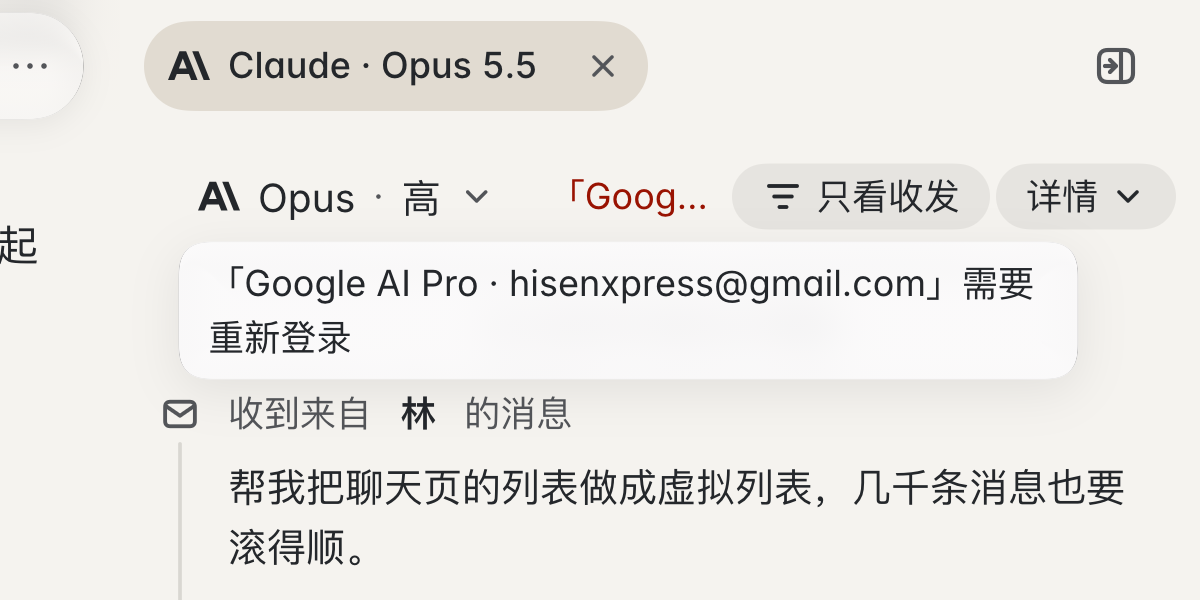 Claude · Opus 5.5
Opus · 高
「Goog...
只看收发
详情
起
「Google AI Pro · hisenxpress@gmail.com」需要
重新登录
收到来自 林 的消息
帮我把聊天页的列表做成虚拟列表，几千条消息也要
滚得顺。